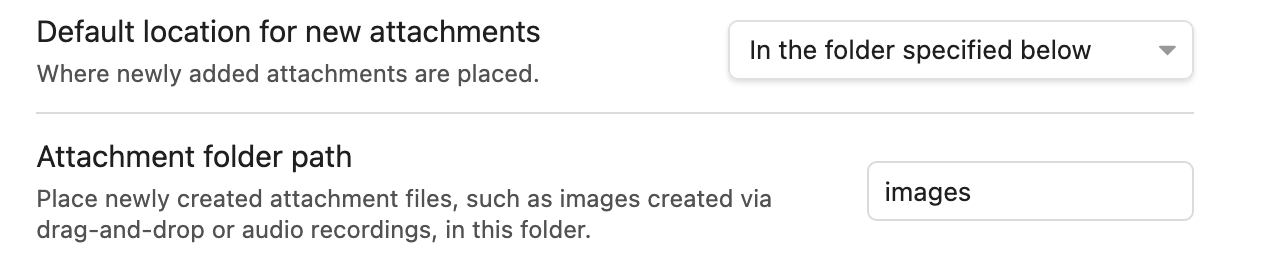 Default location for new attachments
Where newly added attachments are placed.
In the folder specified below
Attachment folder path
Place newly created attachment files, such as images created via
drag-and-drop or audio recordings, in this folder.
images